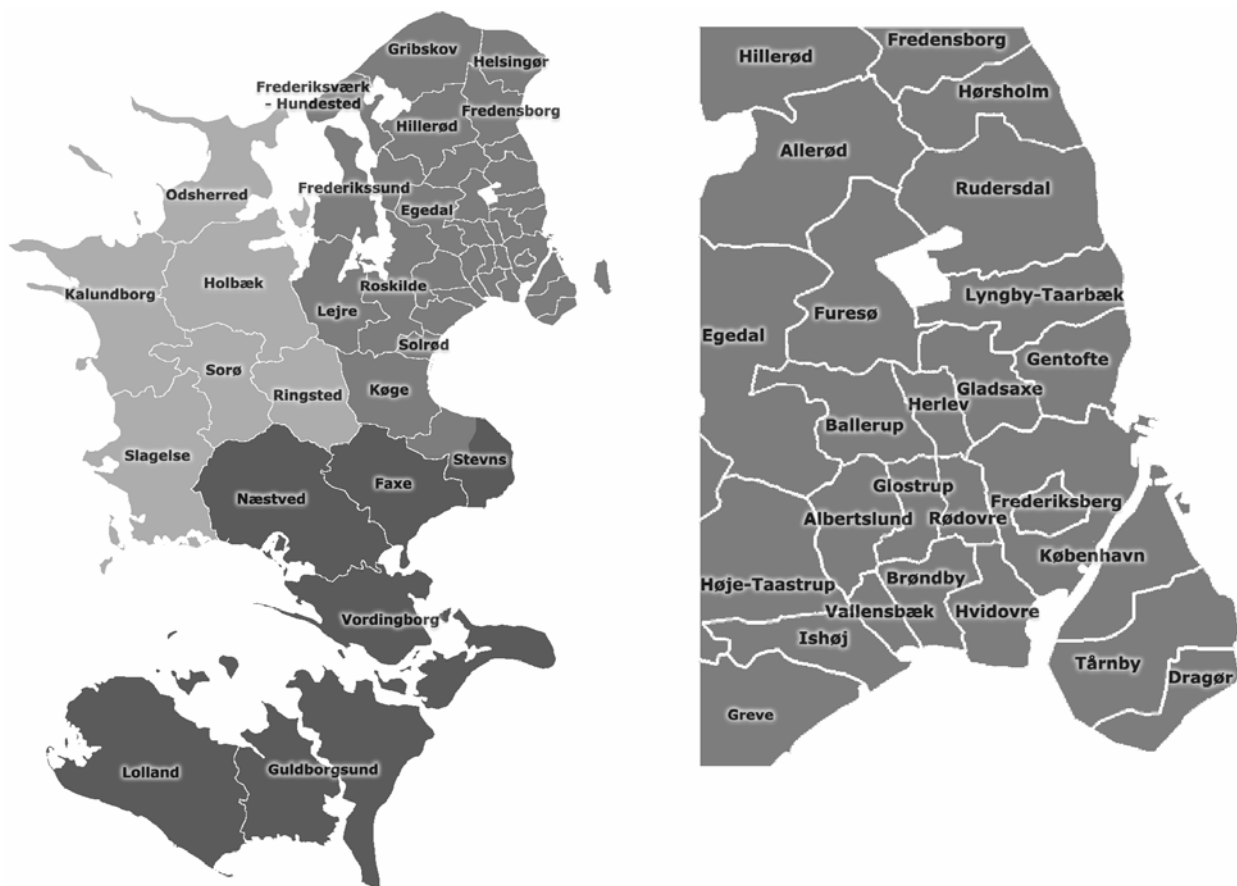 Gribskov
Helsingør
Frederiksværk
- Hundested
Fredensborg
Hillerød
Odsherred
Frederikssund
Egedal
Kalundborg
Holbæk
Roskilde
Lejre
Solrød
Sorø
Ringsted
Køge
Slagelse
Stevns
Næstved
Faxe
Vordingborg
Lolland
Guldborgsund
Hillerød
Fredensborg
Hørsholm
Allerød
Rudersdal
Lyngby-Taarbæk
Furesø
Egedal
Gentofte
Gladsaxe
Herlev
Ballerup
Glostrup
Frederiksberg
Albertslund
Rødovre
København
Brøndby
Høje-Taastrup
Vallensbæk
Hvidovre
Ishøj
Tårnby
Dragør
Greve